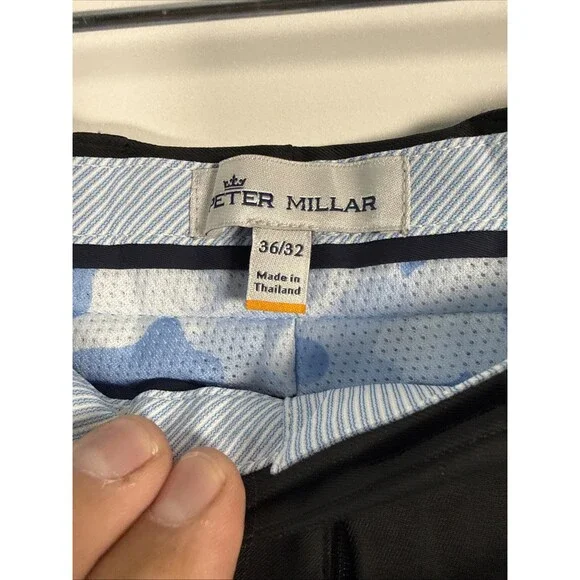 PETER MILLAR
36/32
Made in
Thailand